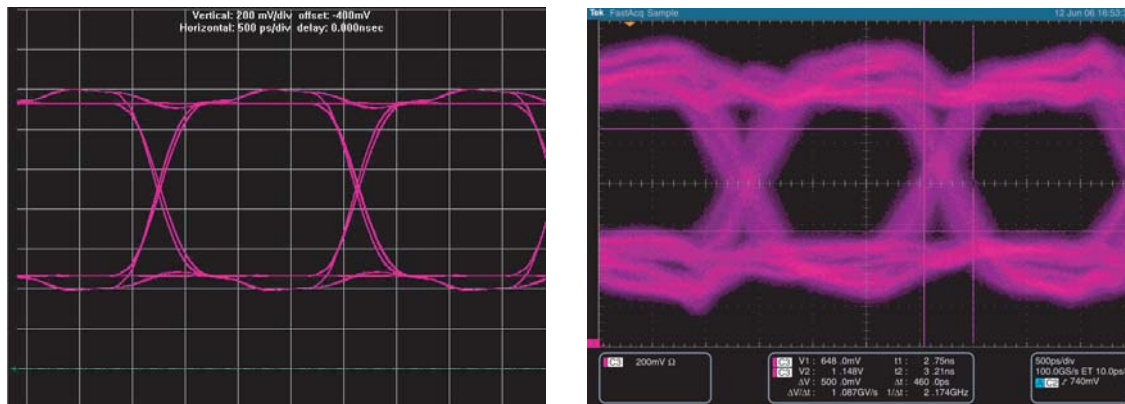 Vertical: 200 mV/div offset: -400mV
Horizontal: 500 ps/div delay: 0.000nsec
Tek FastAcq Sample
12 Jun 06 16:53:
C3 200mV Ω
C3 V1: 648.0mV t1: 2.75ns
C3 V2: 1.148V t2: 3.21ns
ΔV: 500.0mV Δt: 460.0ps
ΔV/Δt: 1.087GV/s 1/Δt: 2.174GHz
500ps/div
100.0GS/s ET 10.0ps/
A C2 740mV